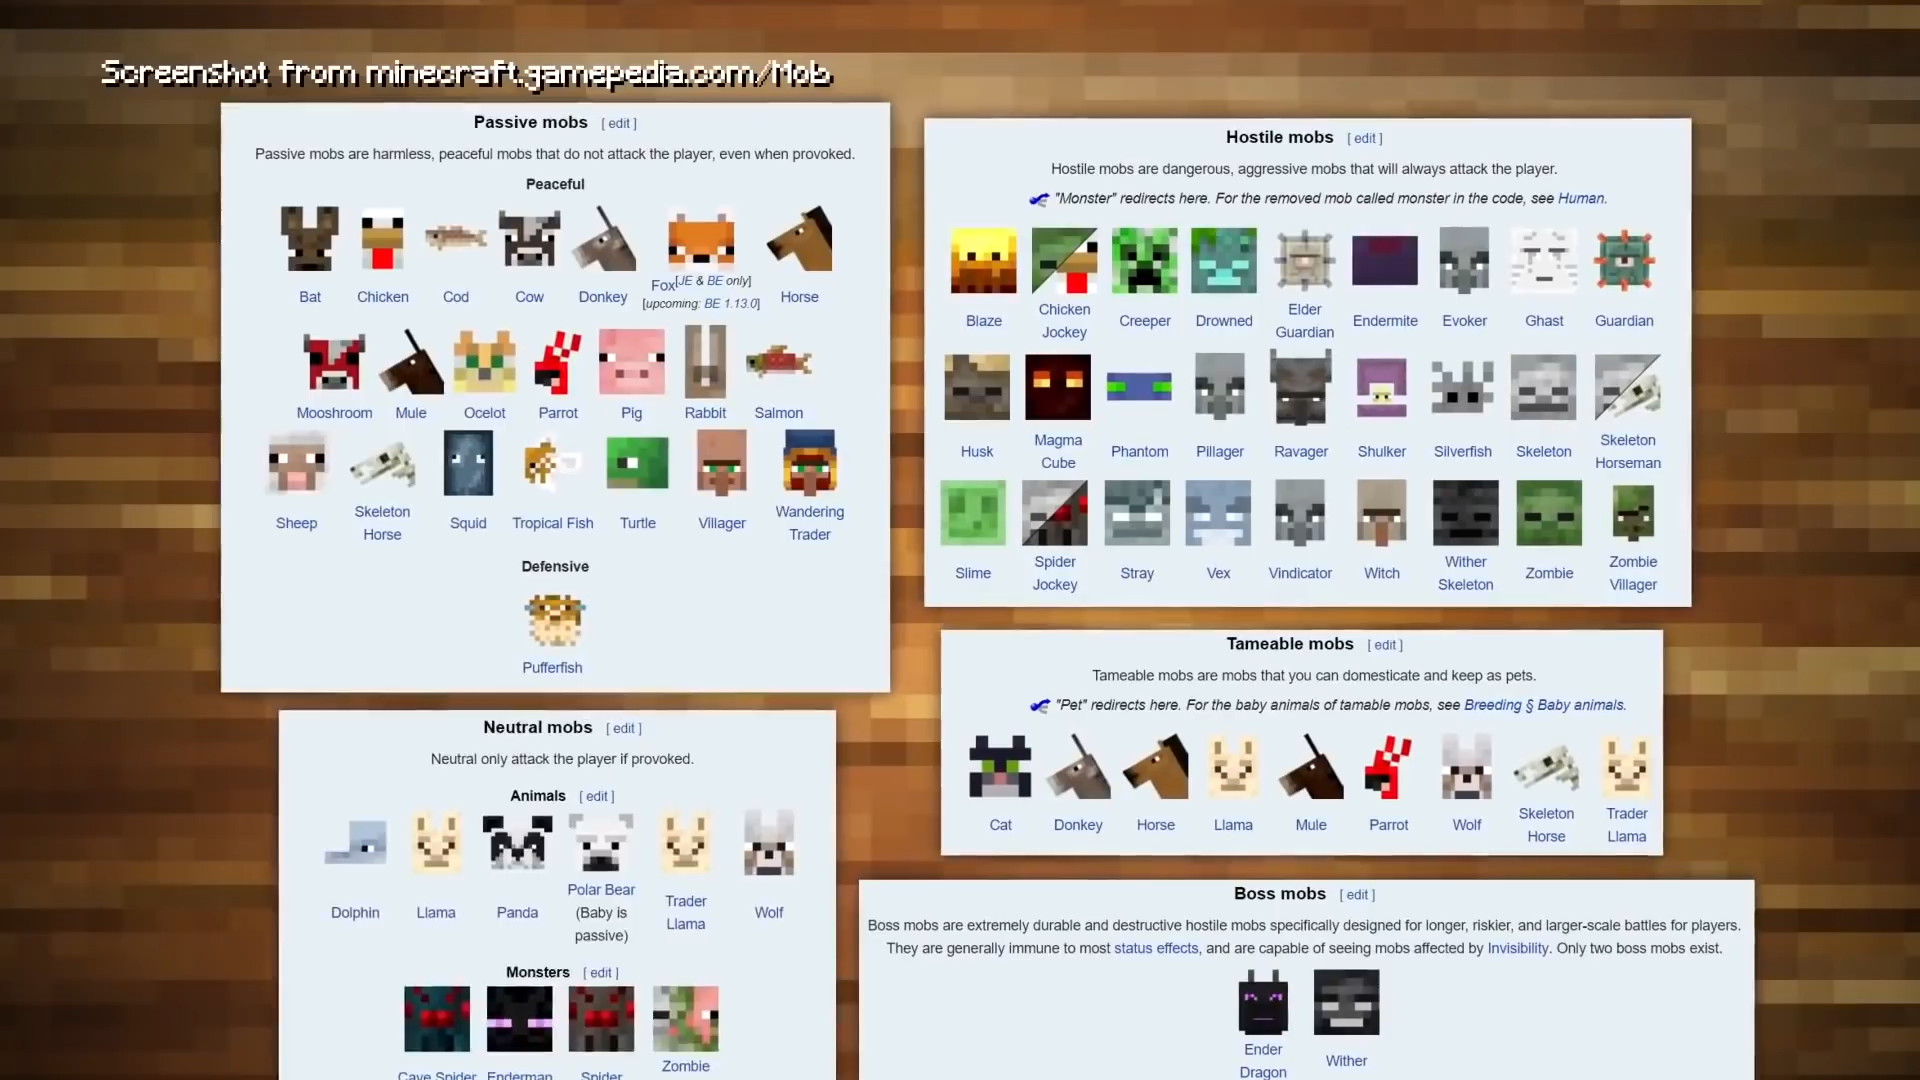 Screenshot from minecraft.gamepedia.com/Mob
Passive mobs [ edit ]
Passive mobs are harmless, peaceful mobs that do not attack the player, even when provoked.
Peaceful
Bat Chicken Cod Cow Donkey Fox[JE & BE only] Horse
[upcoming: BE 1.13.0]
Mooshroom Mule Ocelot Parrot Pig Rabbit Salmon
Sheep Skeleton Horse Squid Tropical Fish Turtle Villager Wandering Trader
Defensive
Pufferfish
Hostile mobs [ edit ]
Hostile mobs are dangerous, aggressive mobs that will always attack the player.
"Monster" redirects here. For the removed mob called monster in the code, see Human.
Blaze Chicken Jockey Creeper Drowned Elder Guardian Endermite Evoker Ghast Guardian
Husk Magma Cube Phantom Pillager Ravager Shulker Silverfish Skeleton Skeleton Horseman
Slime Spider Jockey Stray Vex Vindicator Witch Wither Skeleton Zombie Zombie Villager
Neutral mobs [ edit ]
Neutral only attack the player if provoked.
Animals [ edit ]
Dolphin Llama Panda Polar Bear (Baby is passive) Trader Llama Wolf
Monsters [ edit ]
Cave Spider Enderman Spider Zombie
Tameable mobs [ edit ]
Tameable mobs are mobs that you can domesticate and keep as pets.
"Pet" redirects here. For the baby animals of tamable mobs, see Breeding § Baby animals.
Cat Donkey Horse Llama Mule Parrot Wolf Skeleton Horse Trader Llama
Boss mobs [ edit ]
Boss mobs are extremely durable and destructive hostile mobs specifically designed for longer, riskier, and larger-scale battles for players.
They are generally immune to most status effects, and are capable of seeing mobs affected by Invisibility. Only two boss mobs exist.
Ender Dragon Wither